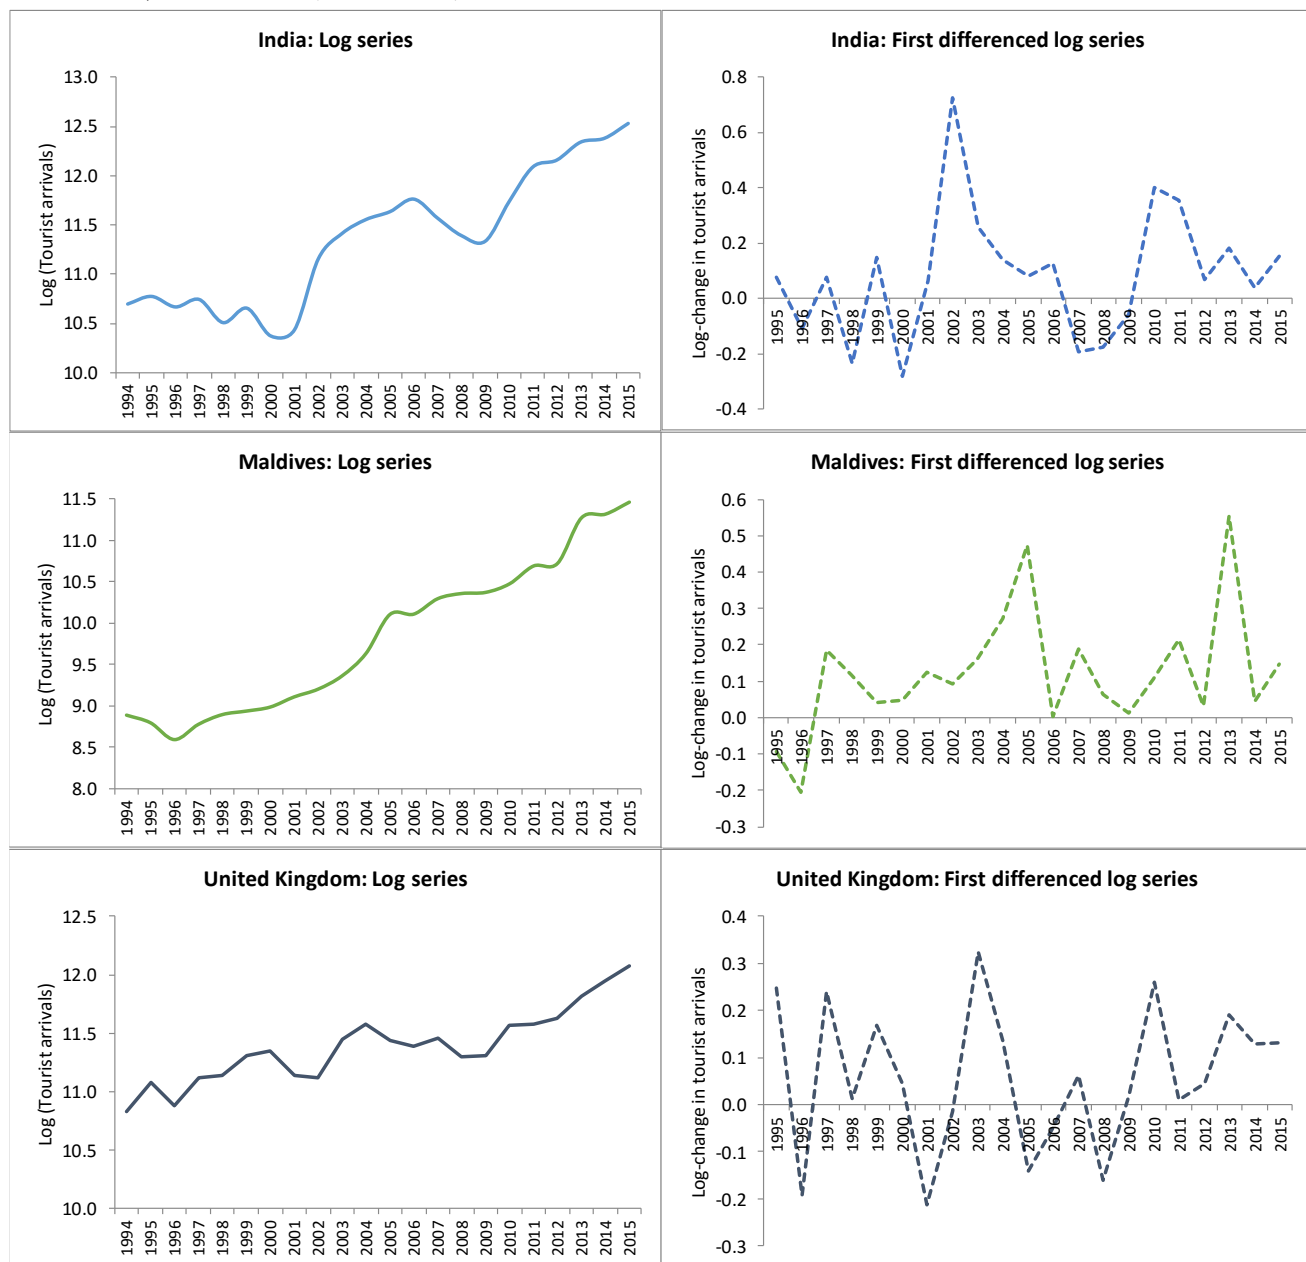 India: Log series
Log (Tourist arrivals)
13.0
12.5
12.0
11.5
11.0
10.5
10.0
1994 1995 1996 1997 1998 1999 2000 2001 2002 2003 2004 2005 2006 2007 2008 2009 2010 2011 2012 2013 2014 2015
India: First differenced log series
Log-change in tourist arrivals
0.8
0.6
0.4
0.2
0.0
-0.2
-0.4
1995 1996 1997 1998 1999 2000 2001 2002 2003 2004 2005 2006 2007 2008 2009 2010 2011 2012 2013 2014 2015
Maldives: Log series
Log (Tourist arrivals)
11.5
11.0
10.5
10.0
9.5
9.0
8.5
8.0
1994 1995 1996 1997 1998 1999 2000 2001 2002 2003 2004 2005 2006 2007 2008 2009 2010 2011 2012 2013 2014 2015
Maldives: First differenced log series
Log-change in tourist arrivals
0.6
0.5
0.4
0.3
0.2
0.1
0.0
-0.1
-0.2
-0.3
1995 1996 1997 1998 1999 2000 2001 2002 2003 2004 2005 2006 2007 2008 2009 2010 2011 2012 2013 2014 2015
United Kingdom: Log series
Log (Tourist arrivals)
12.5
12.0
11.5
11.0
10.5
10.0
1994 1995 1996 1997 1998 1999 2000 2001 2002 2003 2004 2005 2006 2007 2008 2009 2010 2011 2012 2013 2014 2015
United Kingdom: First differenced log series
Log-change in tourist arrivals
0.4
0.3
0.2
0.1
0.0
-0.1
-0.2
-0.3
1995 1996 1997 1998 1999 2000 2001 2002 2003 2004 2005 2006 2007 2008 2009 2010 2011 2012 2013 2014 2015